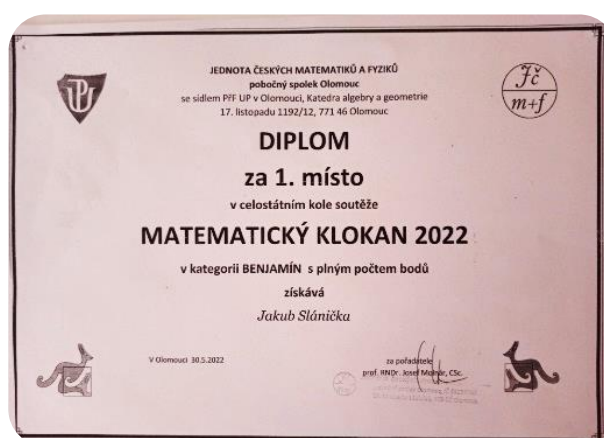 UP
JEDNOTA ČESKÝCH MATEMATIKŮ A FYZIKŮ
pobočný spolek Olomouc
se sídlem PřF UP v Olomouci, Katedra algebry a geometrie
17. listopadu 1192/12, 771 46 Olomouc
Jč
m+f
DIPLOM
za 1. místo
v celostátním kole soutěže
MATEMATICKÝ KLOKAN 2022
v kategorii BENJAMÍN s plným počtem bodů
získává
Jakub Slánička
V Olomouci 30.5.2022
za pořadatele
prof. RNDr. Josef Molnár, CSc.